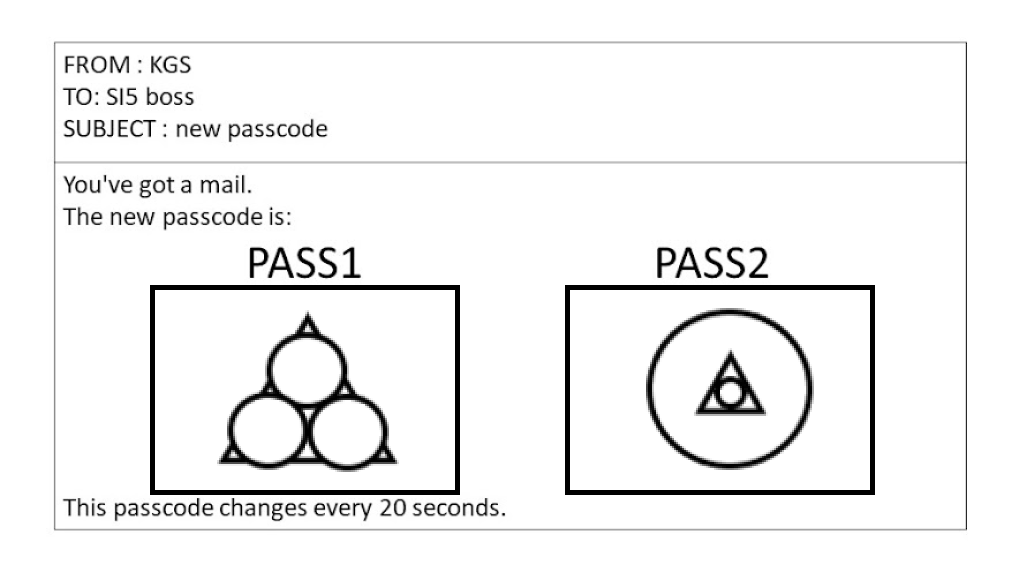 FROM : KGS
TO: SI5 boss
SUBJECT : new passcode
You've got a mail.
The new passcode is:
PASS1 PASS2
This passcode changes every 20 seconds.